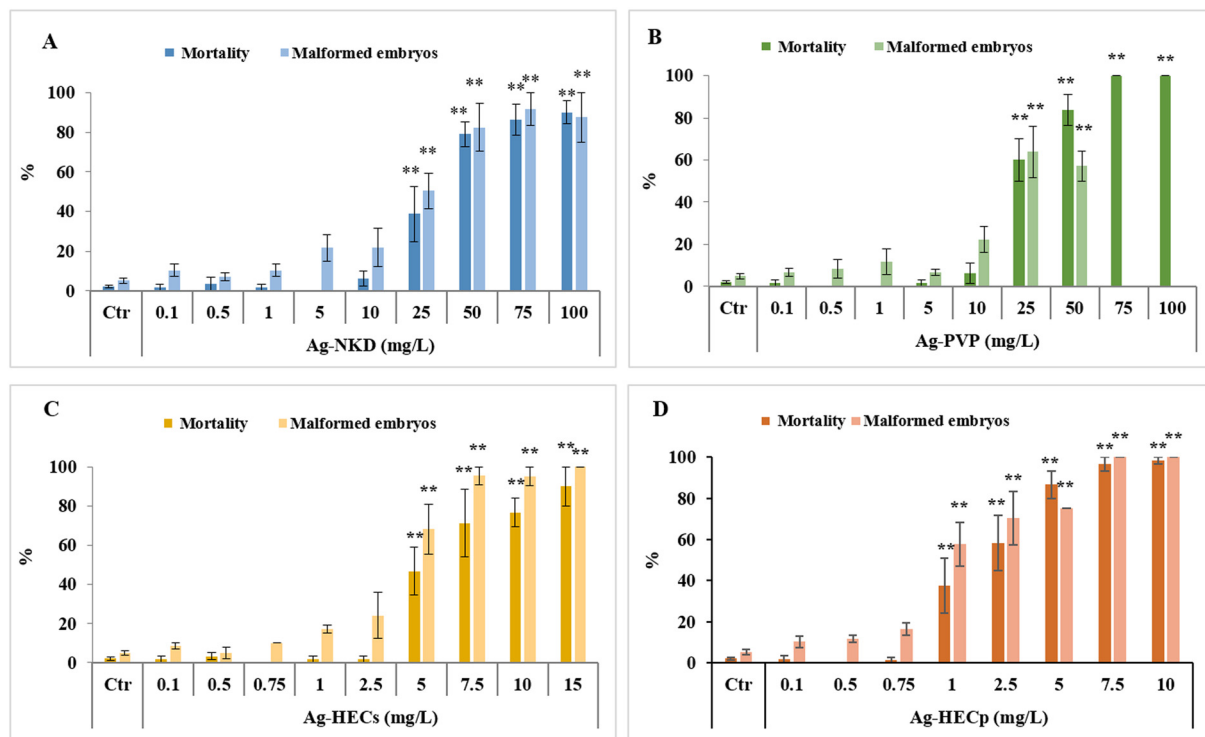 A
Mortality Malformed embryos
** ** ** ** ** ** ** **
100
80
60
40
20
0
%
Ctr 0.1 0.5 1 5 10 25 50 75 100
Ag-NKD (mg/L)
B
Mortality Malformed embryos
** ** ** ** ** **
100
80
60
40
20
0
%
Ctr 0.1 0.5 1 5 10 25 50 75 100
Ag-PVP (mg/L)
C
Mortality Malformed embryos
** ** ** ** ** ** ** **
100
80
60
40
20
0
%
Ctr 0.1 0.5 0.75 1 2.5 5 7.5 10 15
Ag-HECs (mg/L)
D
Mortality Malformed embryos
** ** ** ** ** ** ** ** ** **
100
80
60
40
20
0
%
Ctr 0.1 0.5 0.75 1 2.5 5 7.5 10
Ag-HECp (mg/L)